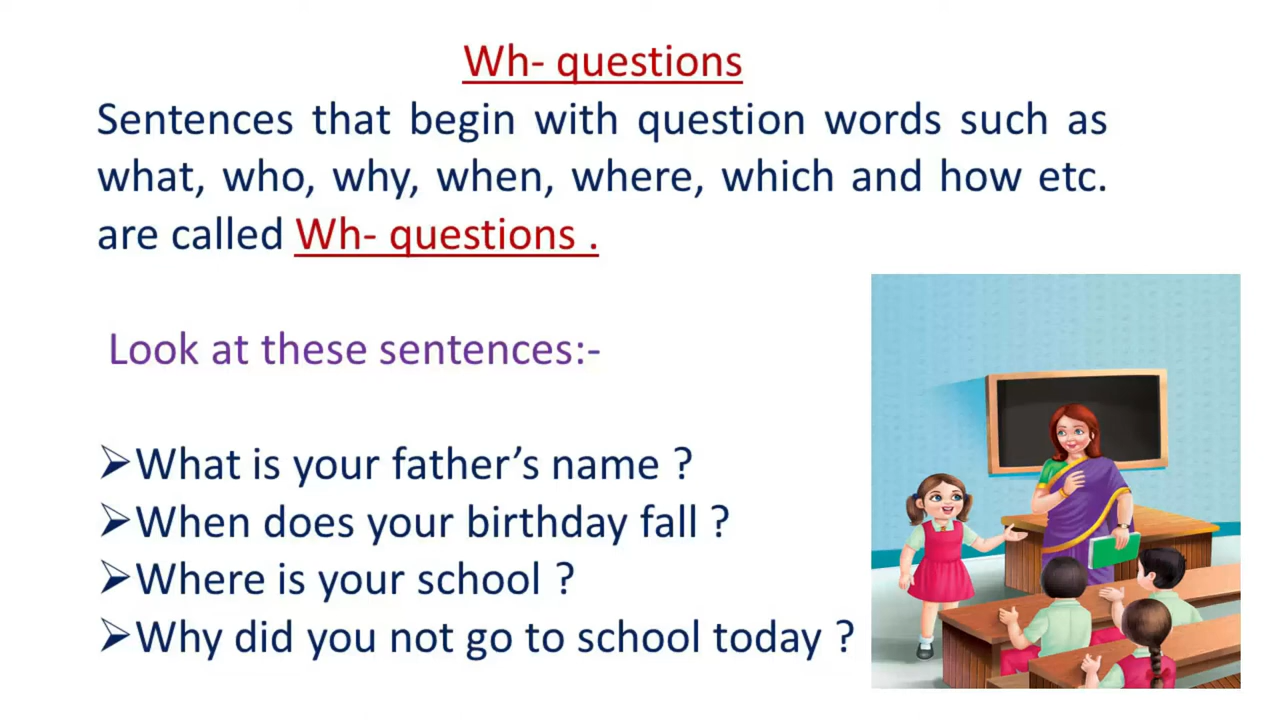 Wh- questions
Sentences that begin with question words such as
what, who, why, when, where, which and how etc.
are called Wh- questions .
Look at these sentences:-
➢What is your father’s name ?
➢When does your birthday fall ?
➢Where is your school ?
➢Why did you not go to school today ?